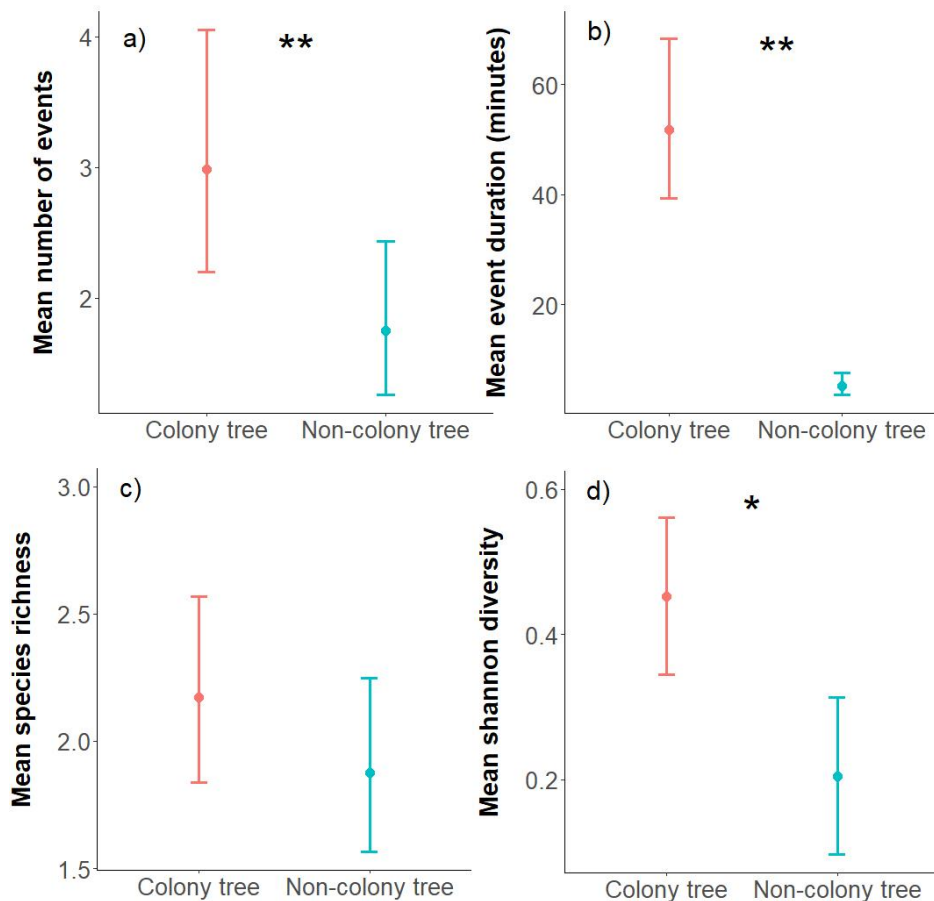 a)
**
Mean number of events
4
3
2
Colony tree Non-colony tree
b)
**
Mean event duration (minutes)
60
40
20
Colony tree Non-colony tree
c)
Mean species richness
3.0
2.5
2.0
1.5
Colony tree Non-colony tree
d)
*
Mean shannon diversity
0.6
0.4
0.2
Colony tree Non-colony tree